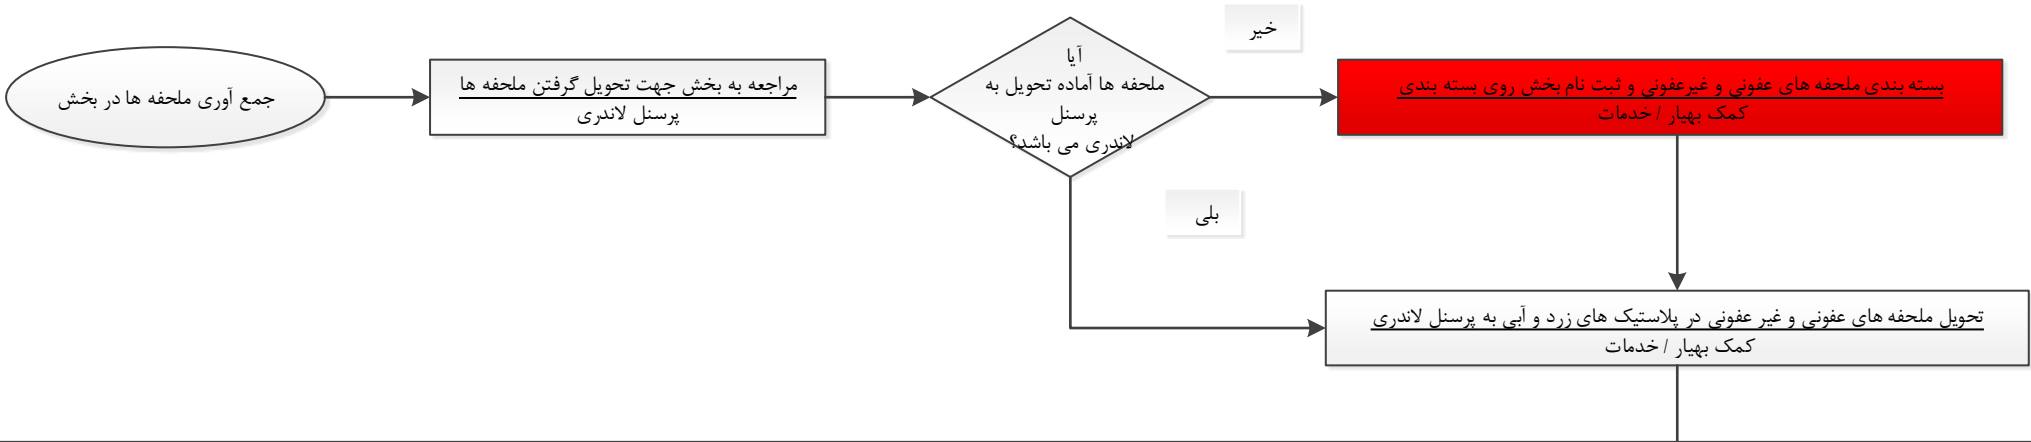 جمع آوری ملحفه ها در بخش
مراجعه به بخش جهت تحویل گرفتن ملحفه ها
پرسنل لاندری
آیا
ملحفه ها آماده تحویل به
پرسنل
لاندری می باشد؟
خیر
بسته بندی ملحفه های عفونی و غیرعفونی و ثبت نام بخش روی بسته بندی
کمک بهیار / خدمات
بلی
تحویل ملحفه های عفونی و غیر عفونی در پلاستیک های زرد و آبی به پرسنل لاندری
کمک بهیار / خدمات